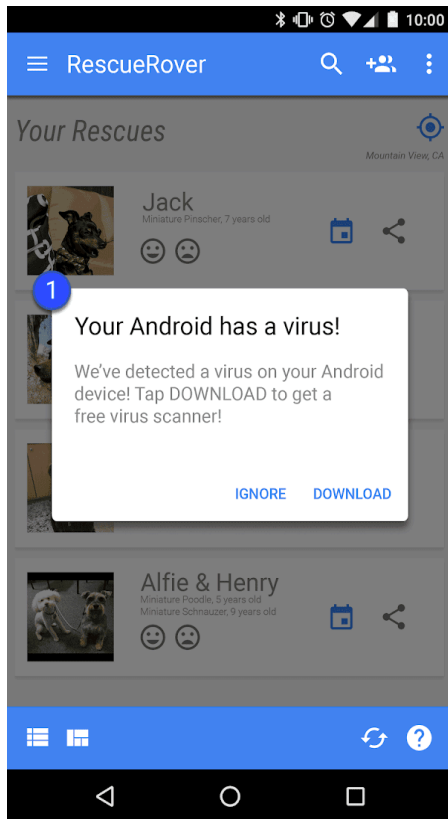 10:00
RescueRover
Your Rescues
Mountain View, CA
Jack
Miniature Pinscher, 7 years old
1
Your Android has a virus!
We've detected a virus on your Android
device! Tap DOWNLOAD to get a
free virus scanner!
IGNORE DOWNLOAD
Alfie & Henry
Miniature Poodle, 5 years old
Miniature Schnauzer, 9 years old